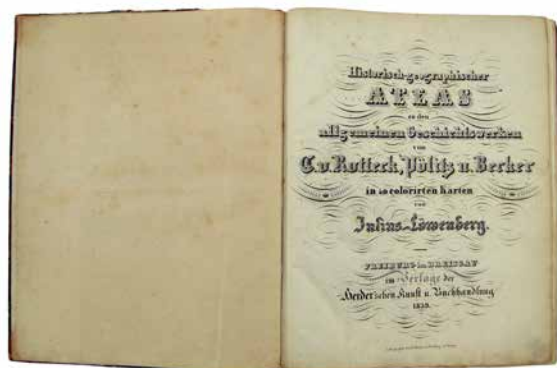 Historisch-geographischer
ATLAS
zu den
allgemeinen Geschichtswerken
von
C. v. Rotteck, Pölitz u. Becker
in 40 colorirten Karten
von
Julius Löwenberg.
FREIBURG im BREISGAU
im Verlage der
Herder'schen Kunst u. Buchhandlung
1839.